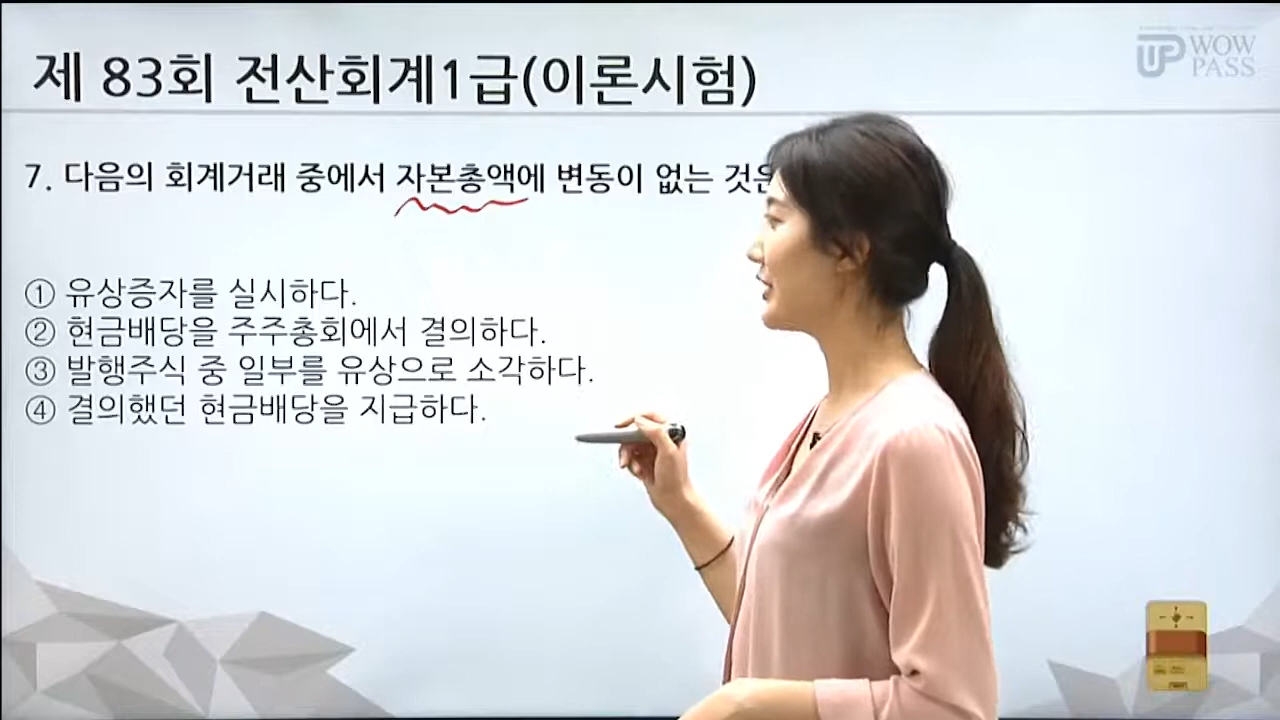 제 83회 전산회계1급(이론시험)
UP WOW PASS
7. 다음의 회계거래 중에서 자본총액에 변동이 없는 것은
① 유상증자를 실시하다.
② 현금배당을 주주총회에서 결의하다.
③ 발행주식 중 일부를 유상으로 소각하다.
④ 결의했던 현금배당을 지급하다.